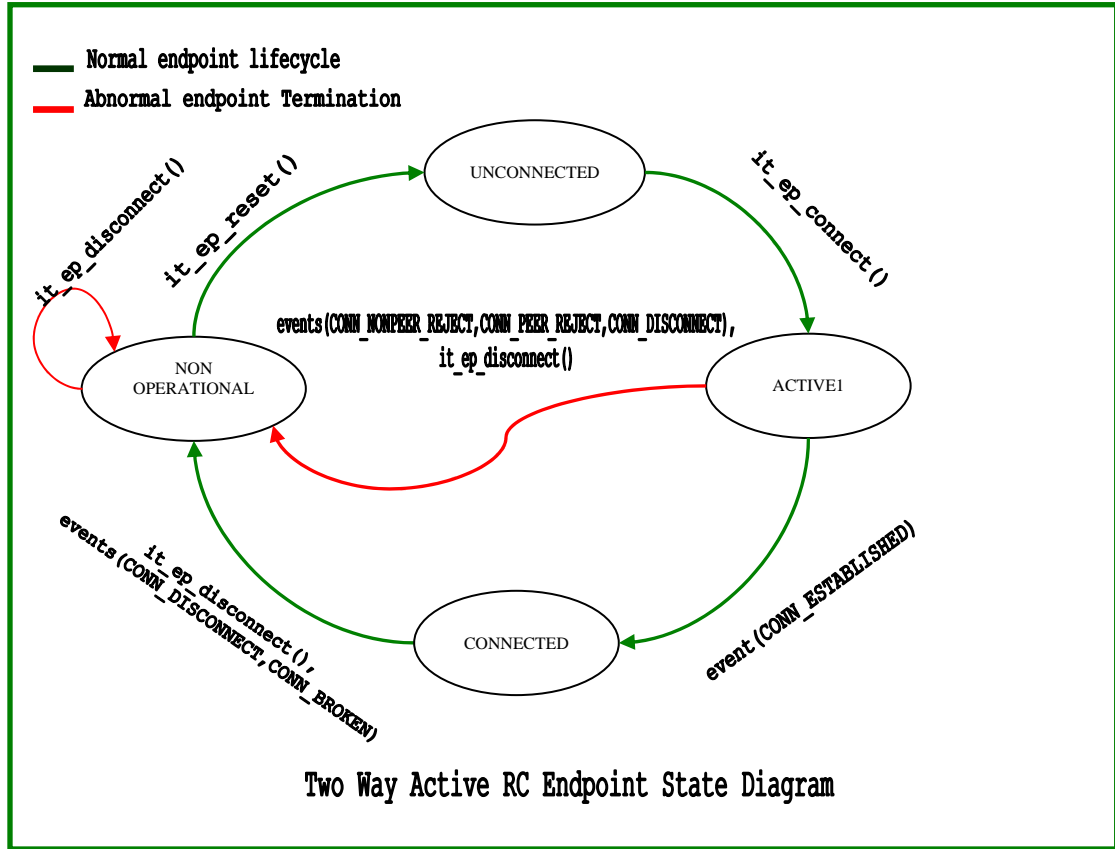 Normal endpoint lifecycle
Abnormal endpoint Termination
UNCONNECTED
it_ep_disconnect()
it_ep_reset()
it_ep_connect()
events(CONN_NONPEER_REJECT,CONN_PEER_REJECT,CONN_DISCONNECT),
it_ep_disconnect()
NON
OPERATIONAL
ACTIVE1
it_ep_disconnect(),
events(CONN_DISCONNECT,CONN_BROKEN)
event(CONN_ESTABLISHED)
CONNECTED
Two Way Active RC Endpoint State Diagram